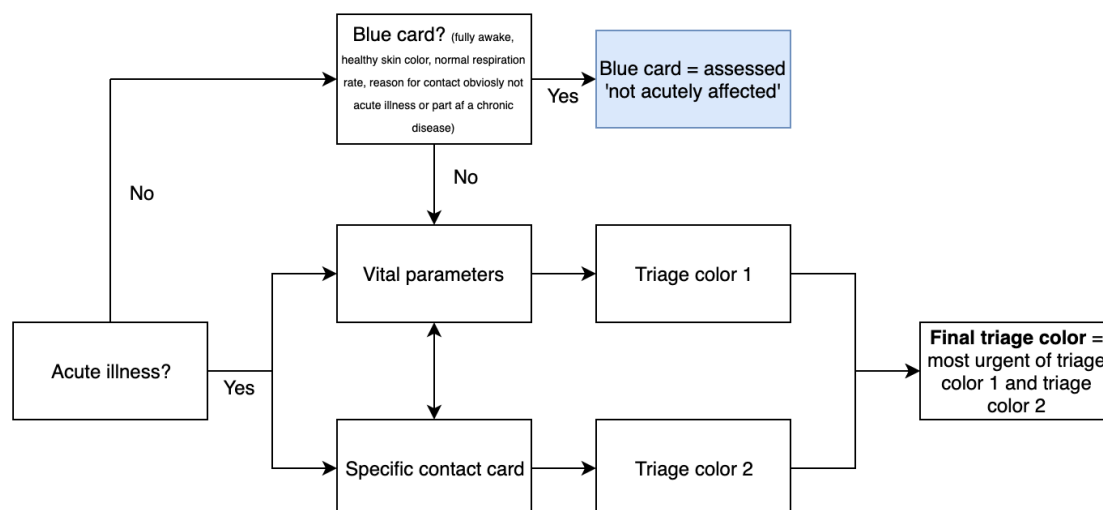 Blue card? (fully awake,
healthy skin color, normal respiration
rate, reason for contact obviosly not
acute illness or part af a chronic
disease)
Yes
Blue card = assessed
'not acutely affected'
No
No
Vital parameters
Triage color 1
Acute illness?
Yes
Final triage color =
most urgent of triage
color 1 and triage
color 2
Specific contact card
Triage color 2